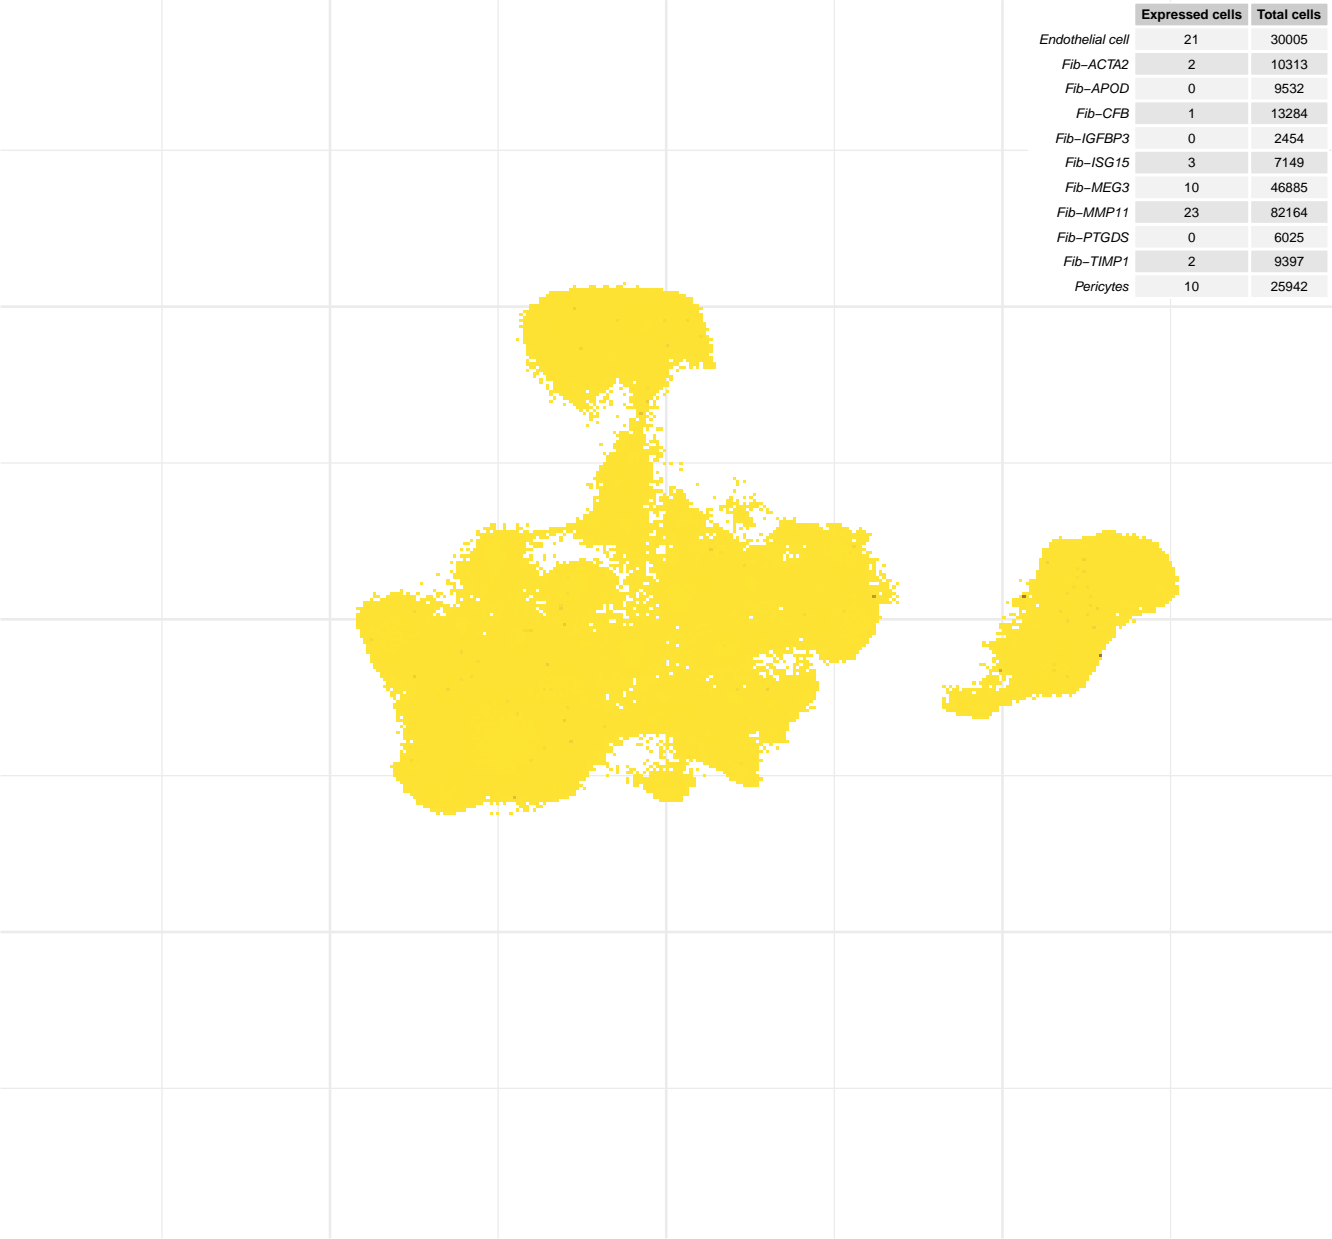 Expressed cells Total cells
Endothelial cell 21 30005
Fib−ACTA2 2 10313
Fib−APOD 0 9532
Fib−CFB 1 13284
Fib−IGFBP3 0 2454
Fib−ISG15 3 7149
Fib−MEG3 10 46885
Fib−MMP11 23 82164
Fib−PTGDS 0 6025
Fib−TIMP1 2 9397
Pericytes 10 25942